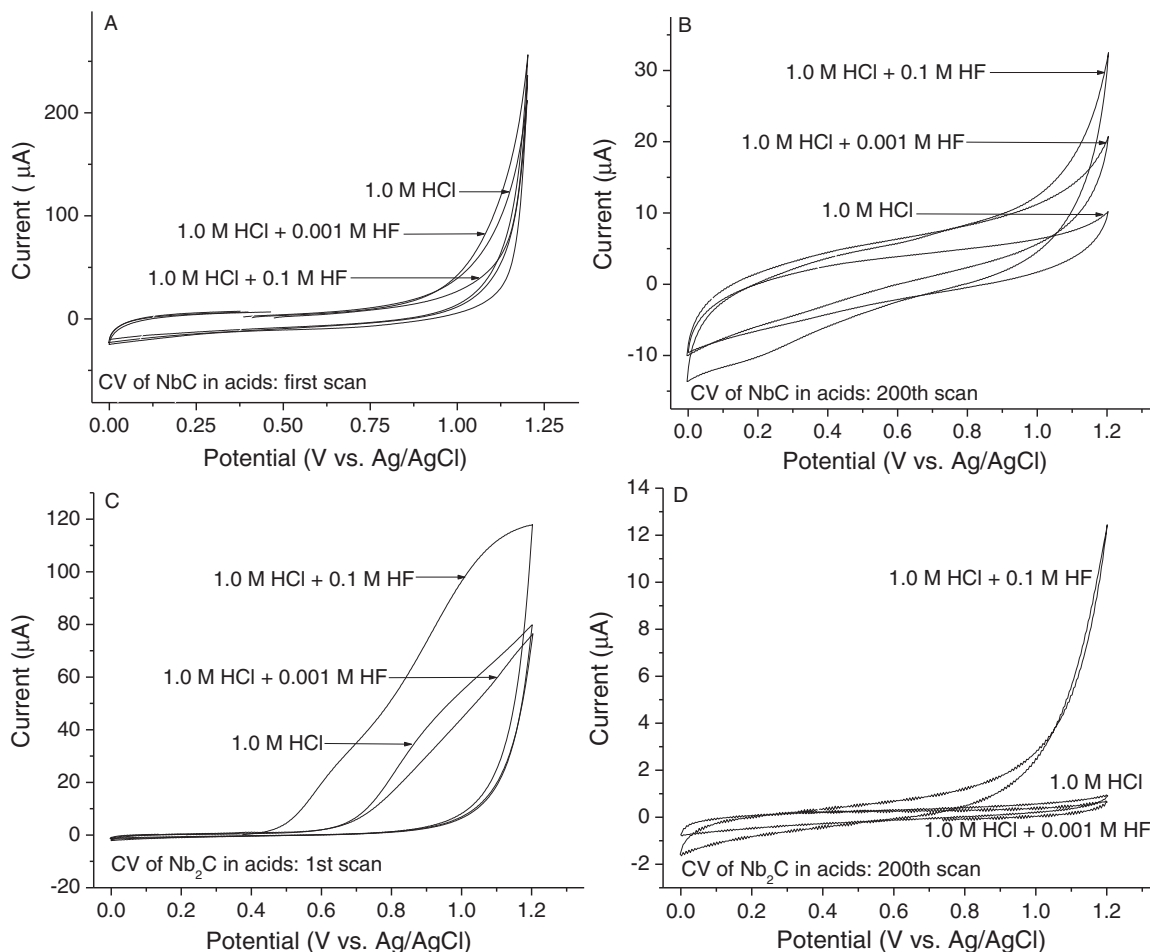 A
200
100
0
Current ( μA)
1.0 M HCl
1.0 M HCl + 0.001 M HF
1.0 M HCl + 0.1 M HF
CV of NbC in acids: first scan
0.00 0.25 0.50 0.75 1.00 1.25
Potential (V vs. Ag/AgCl)
B
30
20
10
0
-10
Current (μA)
1.0 M HCl + 0.1 M HF
1.0 M HCl + 0.001 M HF
1.0 M HCl
CV of NbC in acids: 200th scan
0.0 0.2 0.4 0.6 0.8 1.0 1.2
Potential (V vs. Ag/AgCl)
C
120
100
80
60
40
20
0
-20
Current (μA)
1.0 M HCl + 0.1 M HF
1.0 M HCl + 0.001 M HF
1.0 M HCl
CV of Nb₂C in acids: 1st scan
0.0 0.2 0.4 0.6 0.8 1.0 1.2
Potential (V vs. Ag/AgCl)
D
14
12
10
8
6
4
2
0
-2
Current (μA)
1.0 M HCl + 0.1 M HF
1.0 M HCl
1.0 M HCl + 0.001 M HF
CV of Nb₂C in acids: 200th scan
0.0 0.2 0.4 0.6 0.8 1.0 1.2
Potential (V vs. Ag/AgCl)